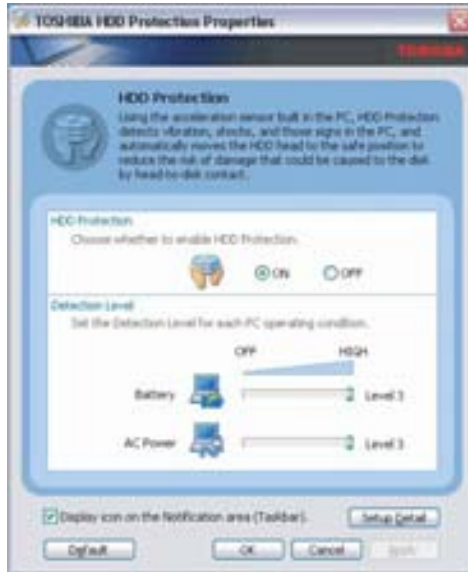 TOSHIBA HDD Protection Properties
TOSHIBA
HDD Protection
Using the acceleration sensor built in the PC, HDD Protection
detects vibration, shocks, and those signs in the PC, and
automatically moves the HDD head to the safe position to
reduce the risk of damage that could be caused to the disk
by head-to-disk contact.
HDD Protection
Choose whether to enable HDD Protection.
ON OFF
Detection Level
Set the Detection Level for each PC operating condition.
OFF HIGH
Battery Level 3
AC Power Level 3
Display icon on the Notification area (Taskbar). Setup Detail
Default OK Cancel Apply